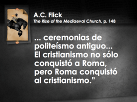 A.C. Flick
The Rise of the Mediaeval Church, p. 148
... ceremonias de
politeísmo antiguo...
El cristianismo no sólo
conquistó a Roma,
pero Roma conquistó
al cristianismo.”